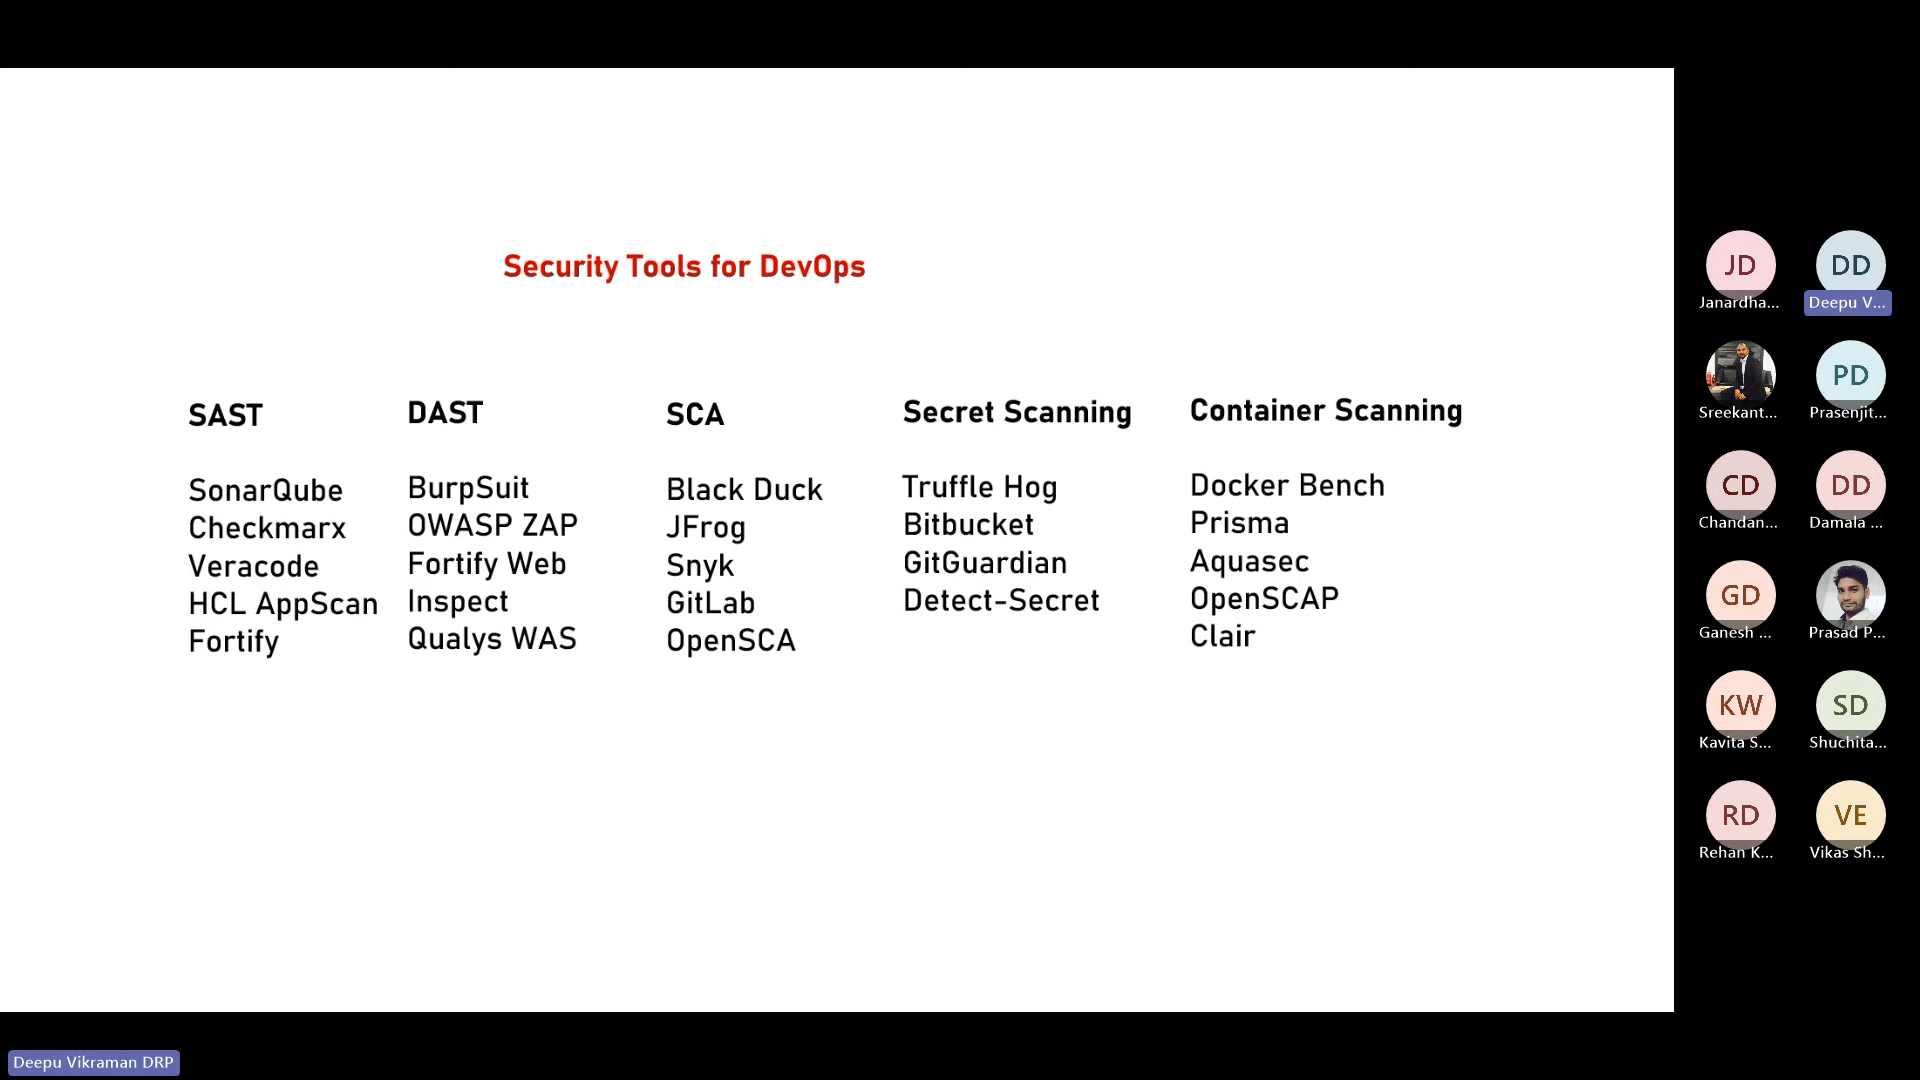 Security Tools for DevOps
SAST
SonarQube
Checkmarx
Veracode
HCL AppScan
Fortify
DAST
BurpSuit
OWASP ZAP
Fortify Web
Inspect
Qualys WAS
SCA
Black Duck
JFrog
Snyk
GitLab
OpenSCA
Secret Scanning
Truffle Hog
Bitbucket
GitGuardian
Detect-Secret
Container Scanning
Docker Bench
Prisma
Aquasec
OpenSCAP
Clair
JD
Janardha...
DD
Deepu V...
Sreekant...
PD
Prasenjit...
CD
Chandan...
DD
Damala ...
GD
Ganesh ...
Prasad P...
KW
Kavita S...
SD
Shuchita...
RD
Rehan K...
VE
Vikas Sh...
Deepu Vikraman DRP